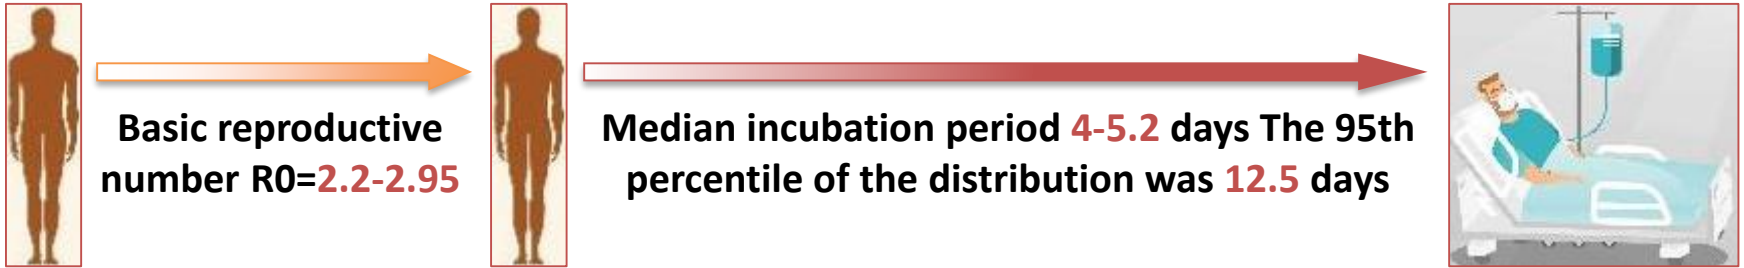 Basic reproductive
number R0=2.2-2.95
Median incubation period 4-5.2 days The 95th
percentile of the distribution was 12.5 days